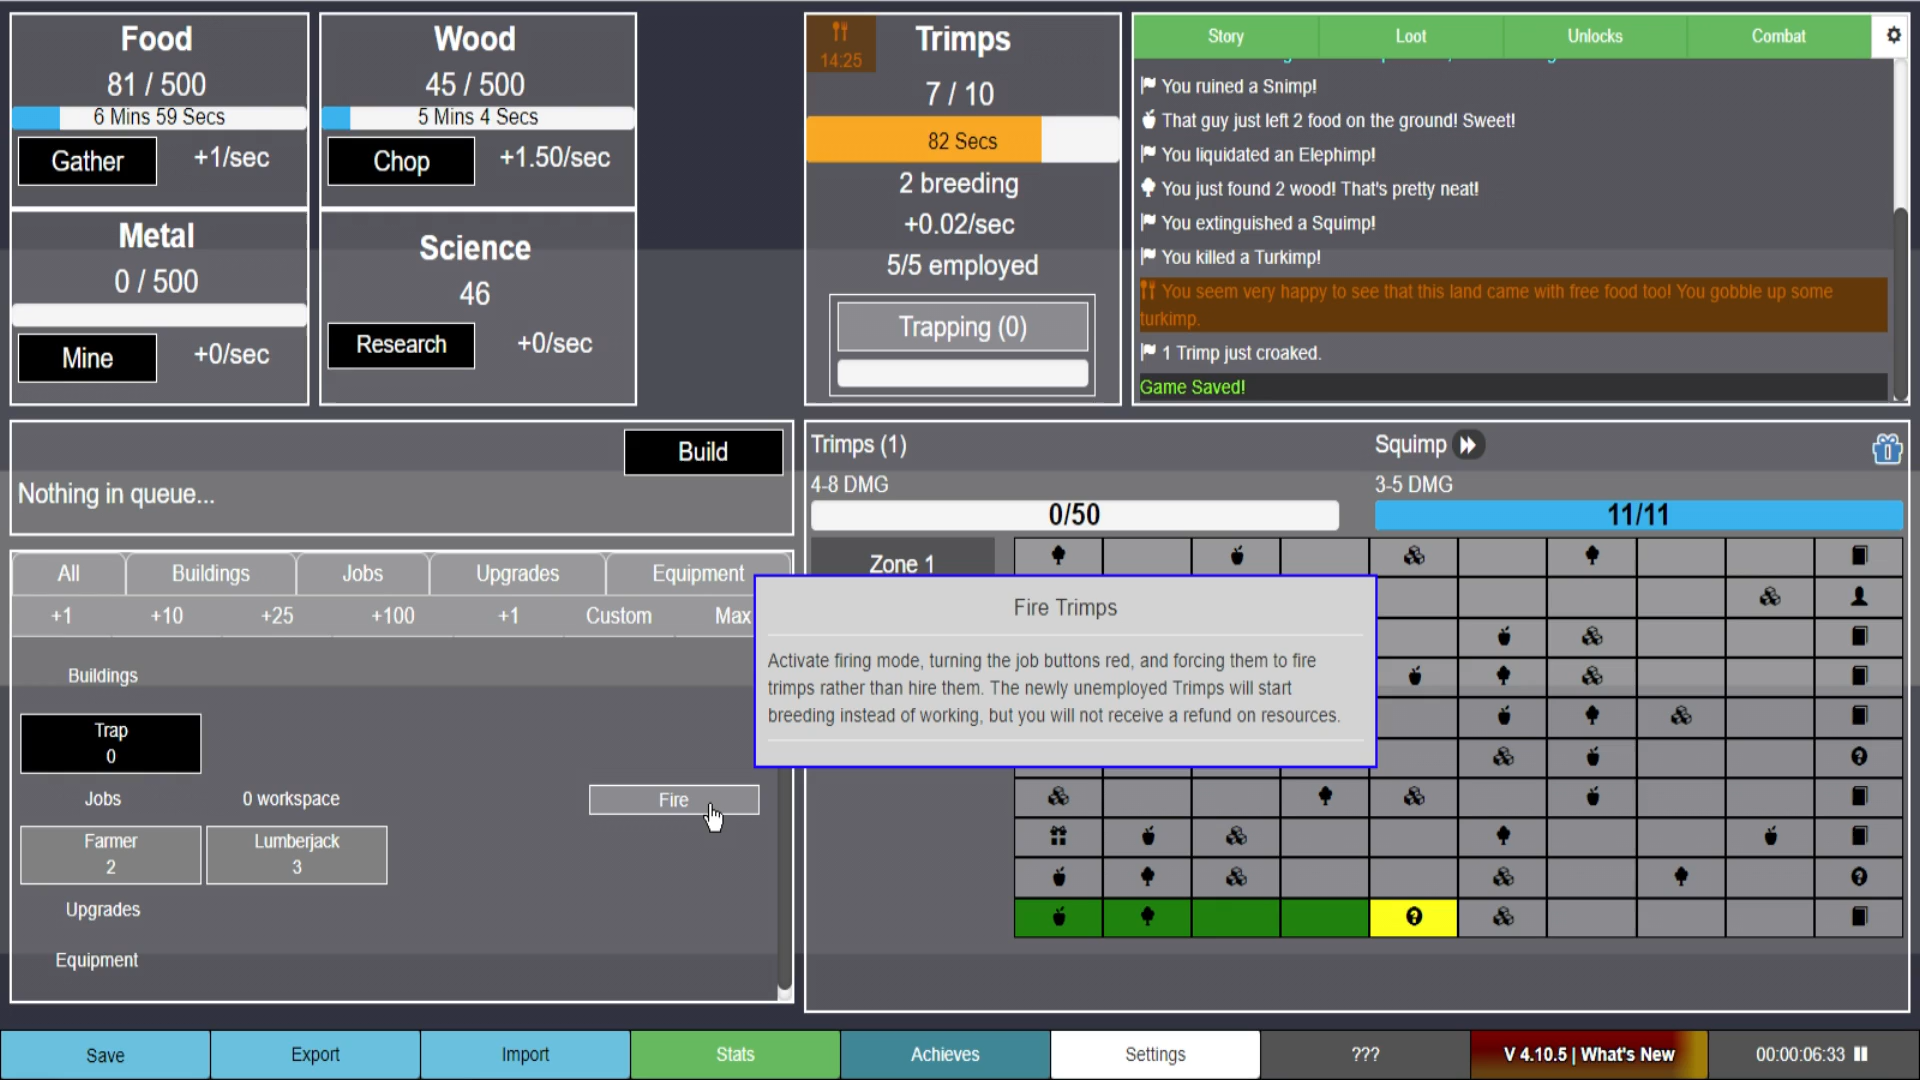 Food
81 / 500
6 Mins 59 Secs
Gather
+1/sec
Wood
45 / 500
5 Mins 4 Secs
Chop
+1.50/sec
Metal
0 / 500
Mine
+0/sec
Science
46
Research
+0/sec
14:25
Trimps
7 / 10
82 Secs
2 breeding
+0.02/sec
5/5 employed
Trapping (0)
Story
Loot
Unlocks
Combat
You ruined a Snimp!
That guy just left 2 food on the ground! Sweet!
You liquidated an Elephimp!
You just found 2 wood! That's pretty neat!
You extinguished a Squimp!
You killed a Turkimp!
You seem very happy to see that this land came with free food too! You gobble up some
turkimp.
1 Trimp just croaked.
Game Saved!
Build
Nothing in queue...
All
Buildings
Jobs
Upgrades
Equipment
+1
+10
+25
+100
+1
Custom
Max
Buildings
Trap
0
Jobs
0 workspace
Fire
Farmer
2
Lumberjack
3
Upgrades
Equipment
Trimps (1)
4-8 DMG
0/50
Squimp
3-5 DMG
11/11
Zone 1
Fire Trimps
Activate firing mode, turning the job buttons red, and forcing them to fire
trimps rather than hire them. The newly unemployed Trimps will start
breeding instead of working, but you will not receive a refund on resources.
Save
Export
Import
Stats
Achieves
Settings
???
V 4.10.5 | What's New
00:00:06:33